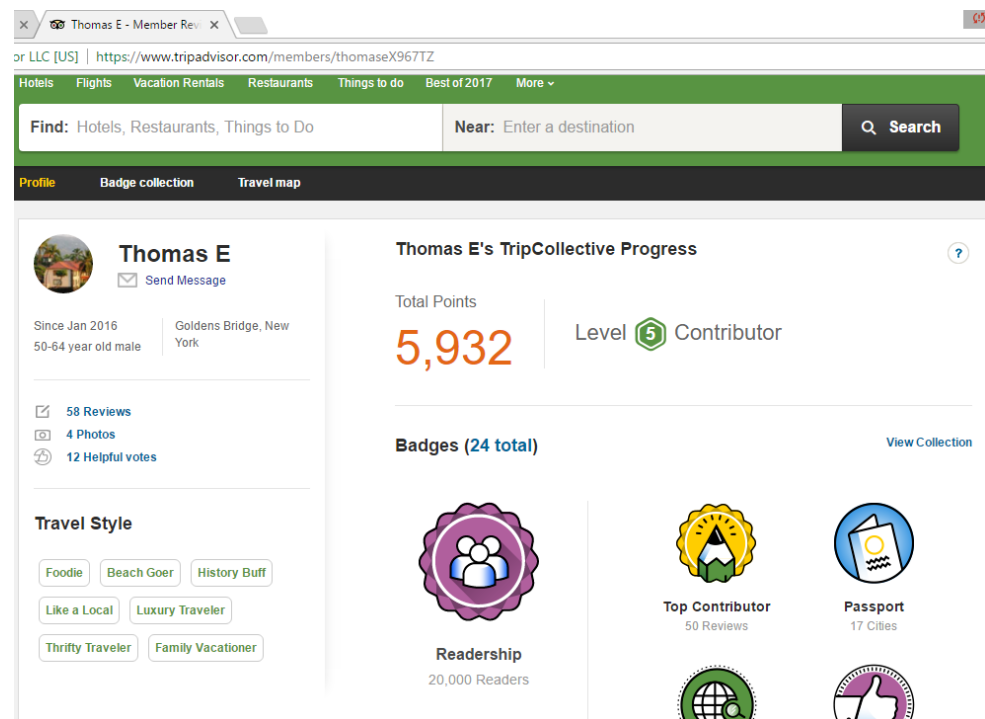 Thomas E - Member Rev
or LLC [US] | https://www.tripadvisor.com/members/thomaseX967TZ
Hotels Flights Vacation Rentals Restaurants Things to do Best of 2017 More
Find: Hotels, Restaurants, Things to Do Near: Enter a destination Search
Profile Badge collection Travel map
Thomas E
Send Message
Since Jan 2016
50-64 year old male
Goldens Bridge, New
York
58 Reviews
4 Photos
12 Helpful votes
Travel Style
Foodie Beach Goer History Buff
Like a Local Luxury Traveler
Thrifty Traveler Family Vacationer
Thomas E's TripCollective Progress ?
Total Points
5,932
Level 5 Contributor
Badges (24 total) View Collection
Readership
20,000 Readers
Top Contributor
50 Reviews
Passport
17 Cities